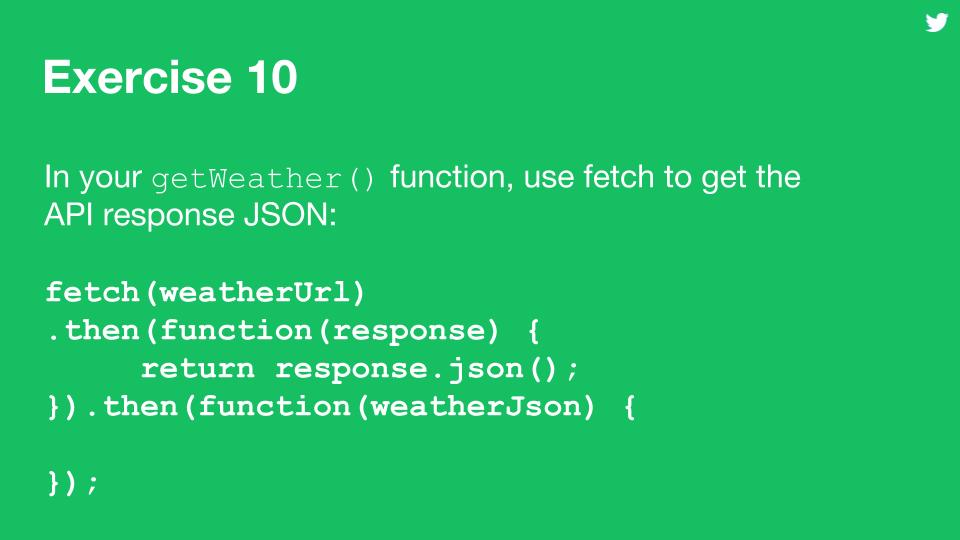 Exercise 10
In your getWeather() function, use fetch to get the
API response JSON:
fetch(weatherUrl)
.then(function(response) {
     return response.json();
}).then(function(weatherJson) {
});